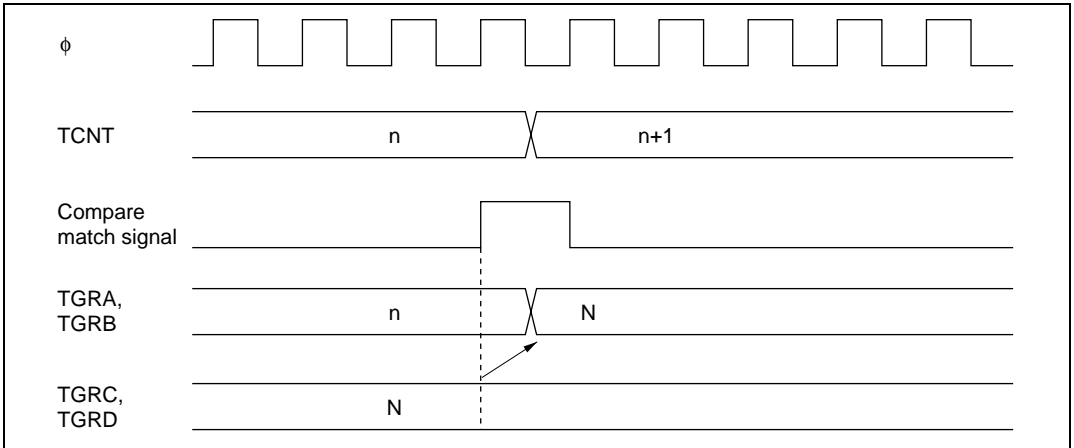 ϕ
TCNT
n
n+1
Compare
match signal
TGRA,
TGRB
n
N
TGRC,
TGRD
N